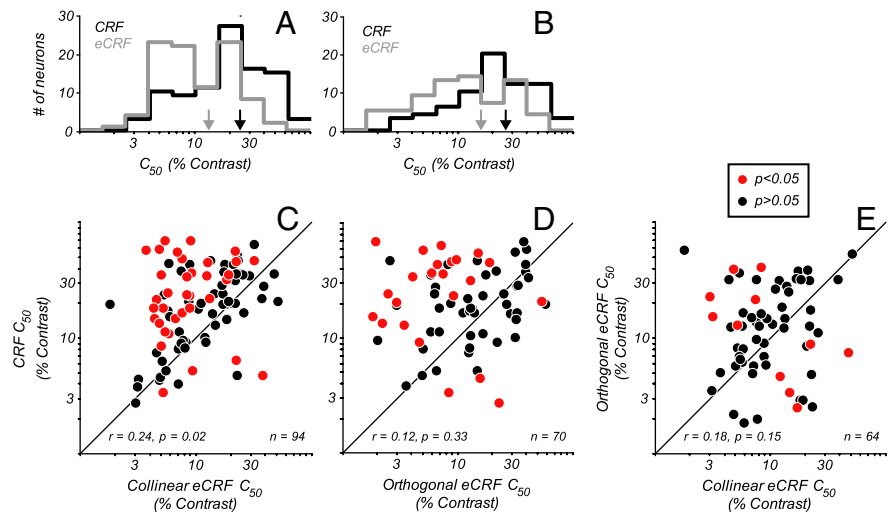 A
CRF
eCRF
# of neurons
30
20
10
0
3
10
30
C50
(% Contrast)
B
CRF
eCRF
30
20
10
0
3
10
30
C50
(% Contrast)
p<0.05
p>0.05
C
CRF C50
(% Contrast)
30
10
3
r = 0.24, p = 0.02
n = 94
3
10
30
Collinear eCRF C50
(% Contrast)
D
r = 0.12, p = 0.33
n = 70
3
10
30
Orthogonal eCRF C50
(% Contrast)
E
Orthogonal eCRF C50
(% Contrast)
30
10
3
r = 0.18, p = 0.15
n = 64
3
10
30
Collinear eCRF C50
(% Contrast)